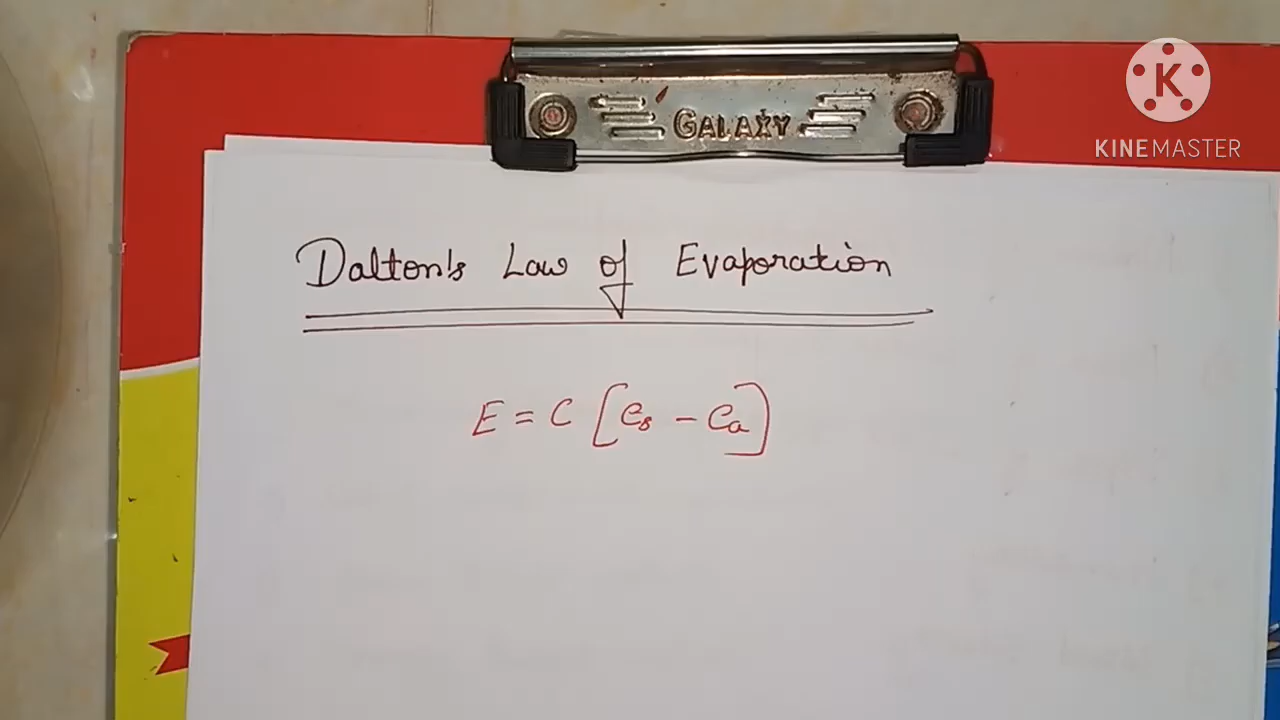 K
KINEMASTER
GALAXY
Dalton's Law of Evaporation
E = C [es - ea]